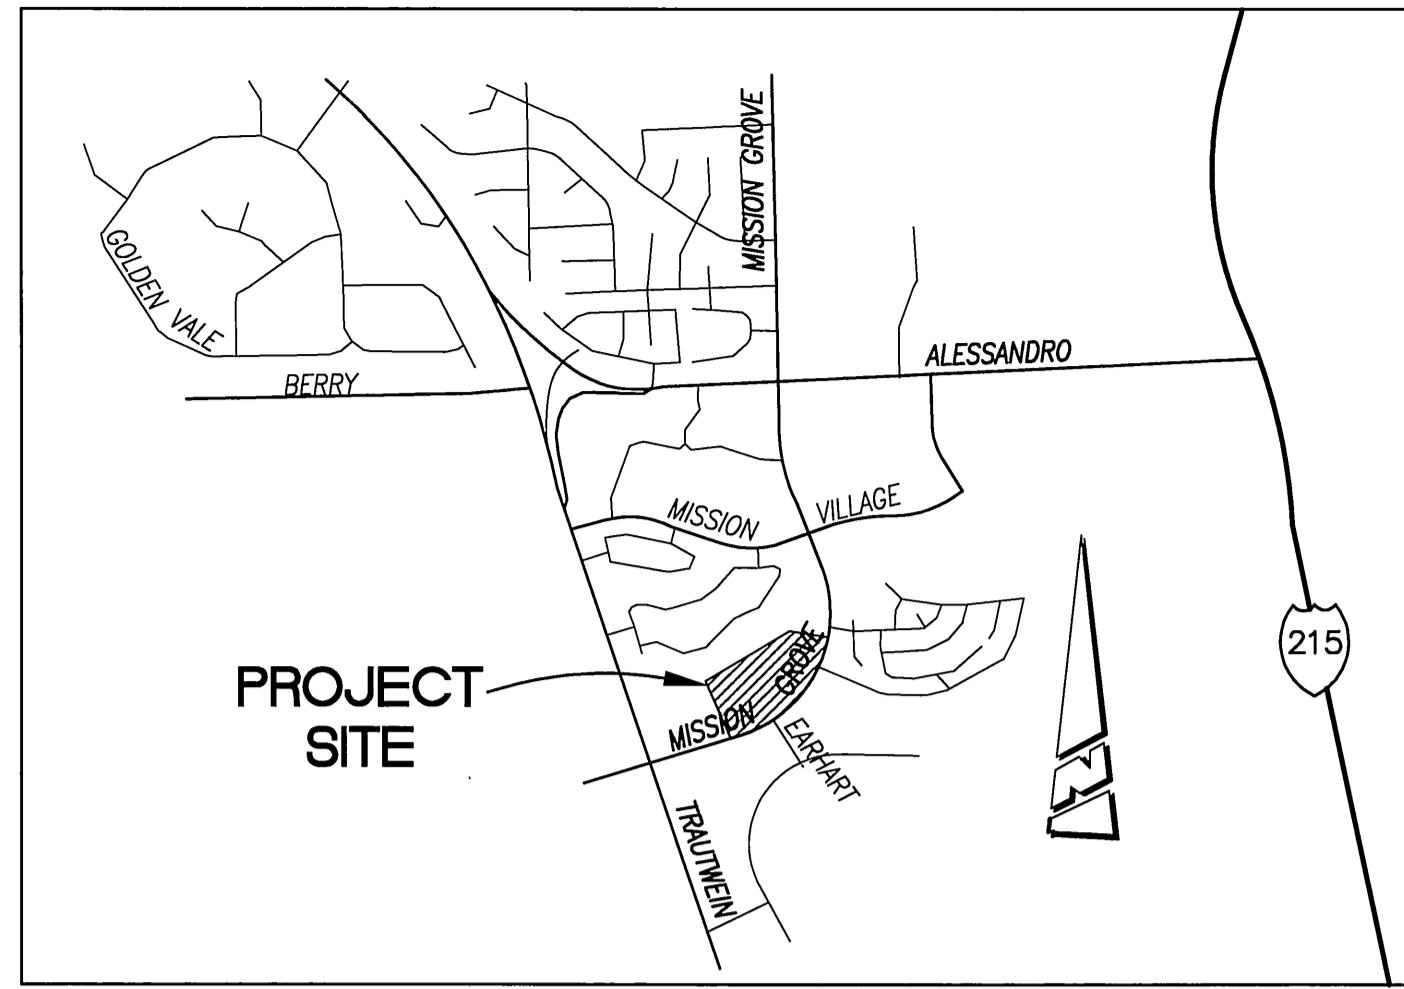 MISSION GROVE
GOLDEN VALE
ALESSANDRO
BERRY
MISSION
VILLAGE
215
PROJECT
SITE
MISSION
GROVE
EARHART
TRAUTWEIN
N